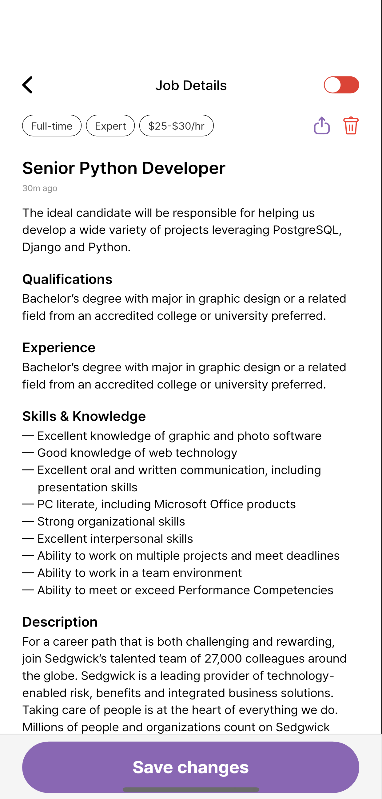 Job Details
Full-time Expert $25-$30/hr
Senior Python Developer
30m ago
The ideal candidate will be responsible for helping us
develop a wide variety of projects leveraging PostgreSQL,
Django and Python.
Qualifications
Bachelor's degree with major in graphic design or a related
field from an accredited college or university preferred.
Experience
Bachelor's degree with major in graphic design or a related
field from an accredited college or university preferred.
Skills & Knowledge
— Excellent knowledge of graphic and photo software
— Good knowledge of web technology
— Excellent oral and written communication, including
presentation skills
— PC literate, including Microsoft Office products
— Strong organizational skills
— Excellent interpersonal skills
— Ability to work on multiple projects and meet deadlines
— Ability to work in a team environment
— Ability to meet or exceed Performance Competencies
Description
For a career path that is both challenging and rewarding,
join Sedgwick's talented team of 27,000 colleagues around
the globe. Sedgwick is a leading provider of technology-
enabled risk, benefits and integrated business solutions.
Taking care of people is at the heart of everything we do.
Millions of people and organizations count on Sedgwick
Save changes